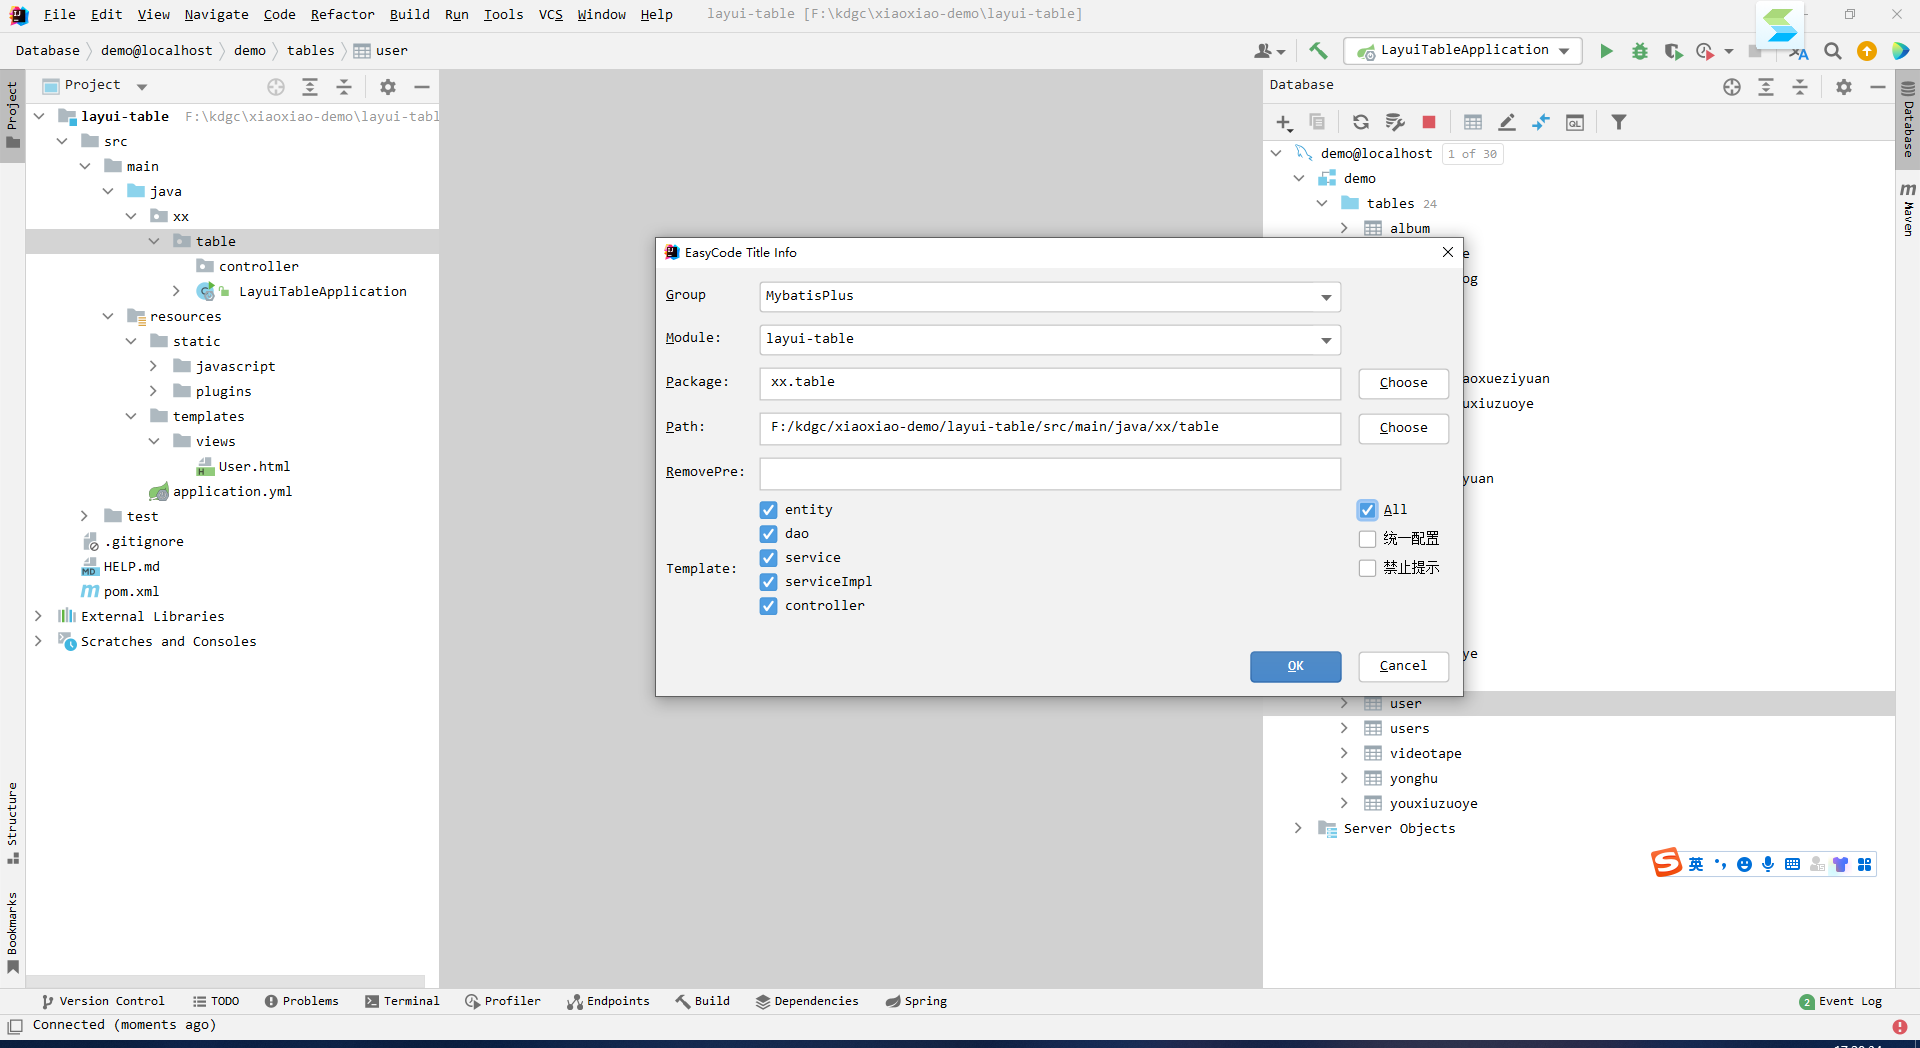 File Edit View Navigate Code Refactor Build Run Tools VCS Window Help layui-table [F:\kdgc\xiaoxiao-demo\layui-table]
Database demo@localhost demo tables user LayuiTableApplication
Project
Project
layui-table F:\kdgc\xiaoxiao-demo\layui-tabl
src
main
java
xx
table
controller
LayuiTableApplication
resources
static
javascript
plugins
templates
views
User.html
application.yml
test
.gitignore
HELP.md
pom.xml
External Libraries
Scratches and Consoles
Structure
Bookmarks
EasyCode Title Info
Group MybatisPlus
Module: layui-table
Package: xx.table Choose
Path: F:/kdgc/xiaoxiao-demo/layui-table/src/main/java/xx/table Choose
RemovePre:
Template:
entity
dao
service
serviceImpl
controller
All
统一配置
禁止提示
OK Cancel
Database
QL
demo@localhost 1 of 30
demo
tables 24
album
e
og
aoxueziyuan
uxiuzuoye
yuan
ye
user
users
videotape
yonghu
youxiuzuoye
Server Objects
Database
m Maven
英
Version Control TODO Problems Terminal Profiler Endpoints Build Dependencies Spring 2 Event Log
Connected (moments ago)